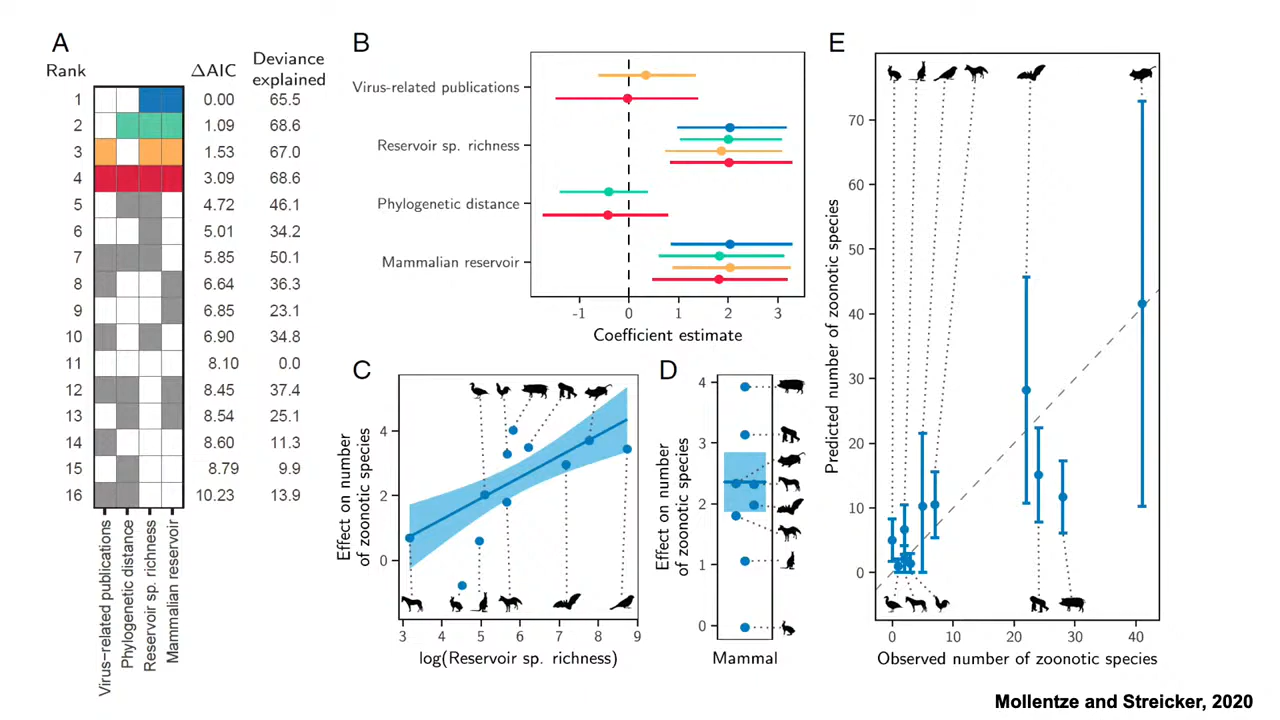 A
Rank
ΔAIC
Deviance
explained
1 0.00 65.5
2 1.09 68.6
3 1.53 67.0
4 3.09 68.6
5 4.72 46.1
6 5.01 34.2
7 5.85 50.1
8 6.64 36.3
9 6.85 23.1
10 6.90 34.8
11 8.10 0.0
12 8.45 37.4
13 8.54 25.1
14 8.60 11.3
15 8.79 9.9
16 10.23 13.9
Virus-related publications
Phylogenetic distance
Reservoir sp. richness
Mammalian reservoir
B
Virus-related publications
Reservoir sp. richness
Phylogenetic distance
Mammalian reservoir
-1 0 1 2 3
Coefficient estimate
C
Effect on number
of zoonotic species
4
2
0
3 4 5 6 7 8 9
log(Reservoir sp. richness)
D
Effect on number
of zoonotic species
4
3
2
1
0
Mammal
E
Predicted number of zoonotic species
70
60
50
40
30
20
10
0
0 10 20 30 40
Observed number of zoonotic species
Mollentze and Streicker, 2020